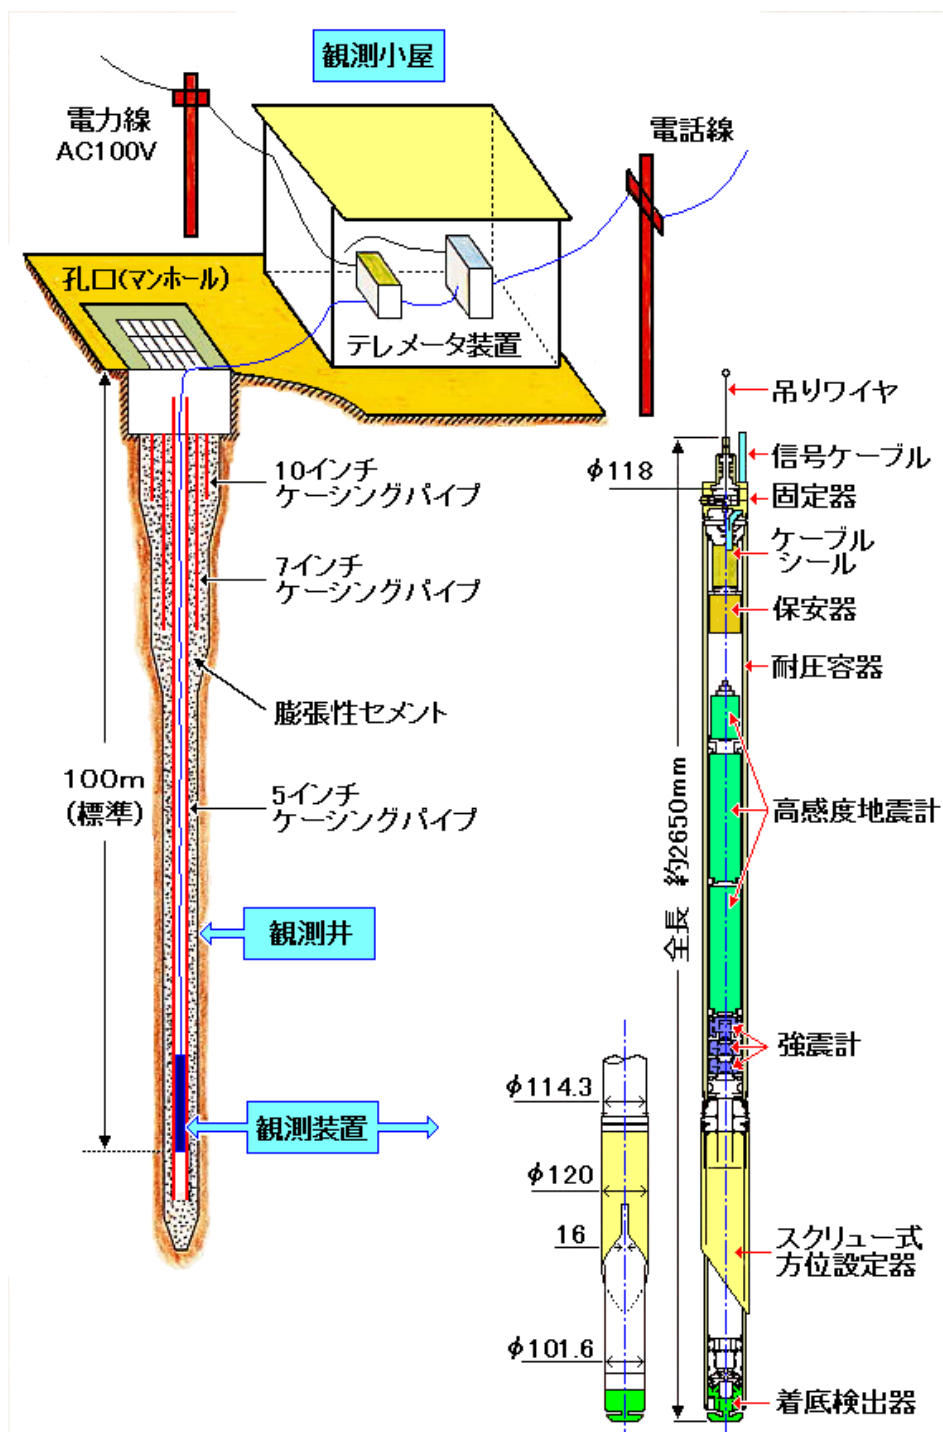 観測小屋
電力線
AC100V
電話線
孔口(マンホール)
テレメータ装置
吊りワイヤ
信号ケーブル
φ118
固定器
10インチ
ケーシングパイプ
ケーブル
シール
7インチ
ケーシングパイプ
保安器
耐圧容器
膨張性セメント
100m
(標準)
5インチ
ケーシングパイプ
高感度地震計
全長 約2650mm
観測井
強震計
φ114.3
観測装置
φ120
16
スクリュー式
方位設定器
φ101.6
着底検出器